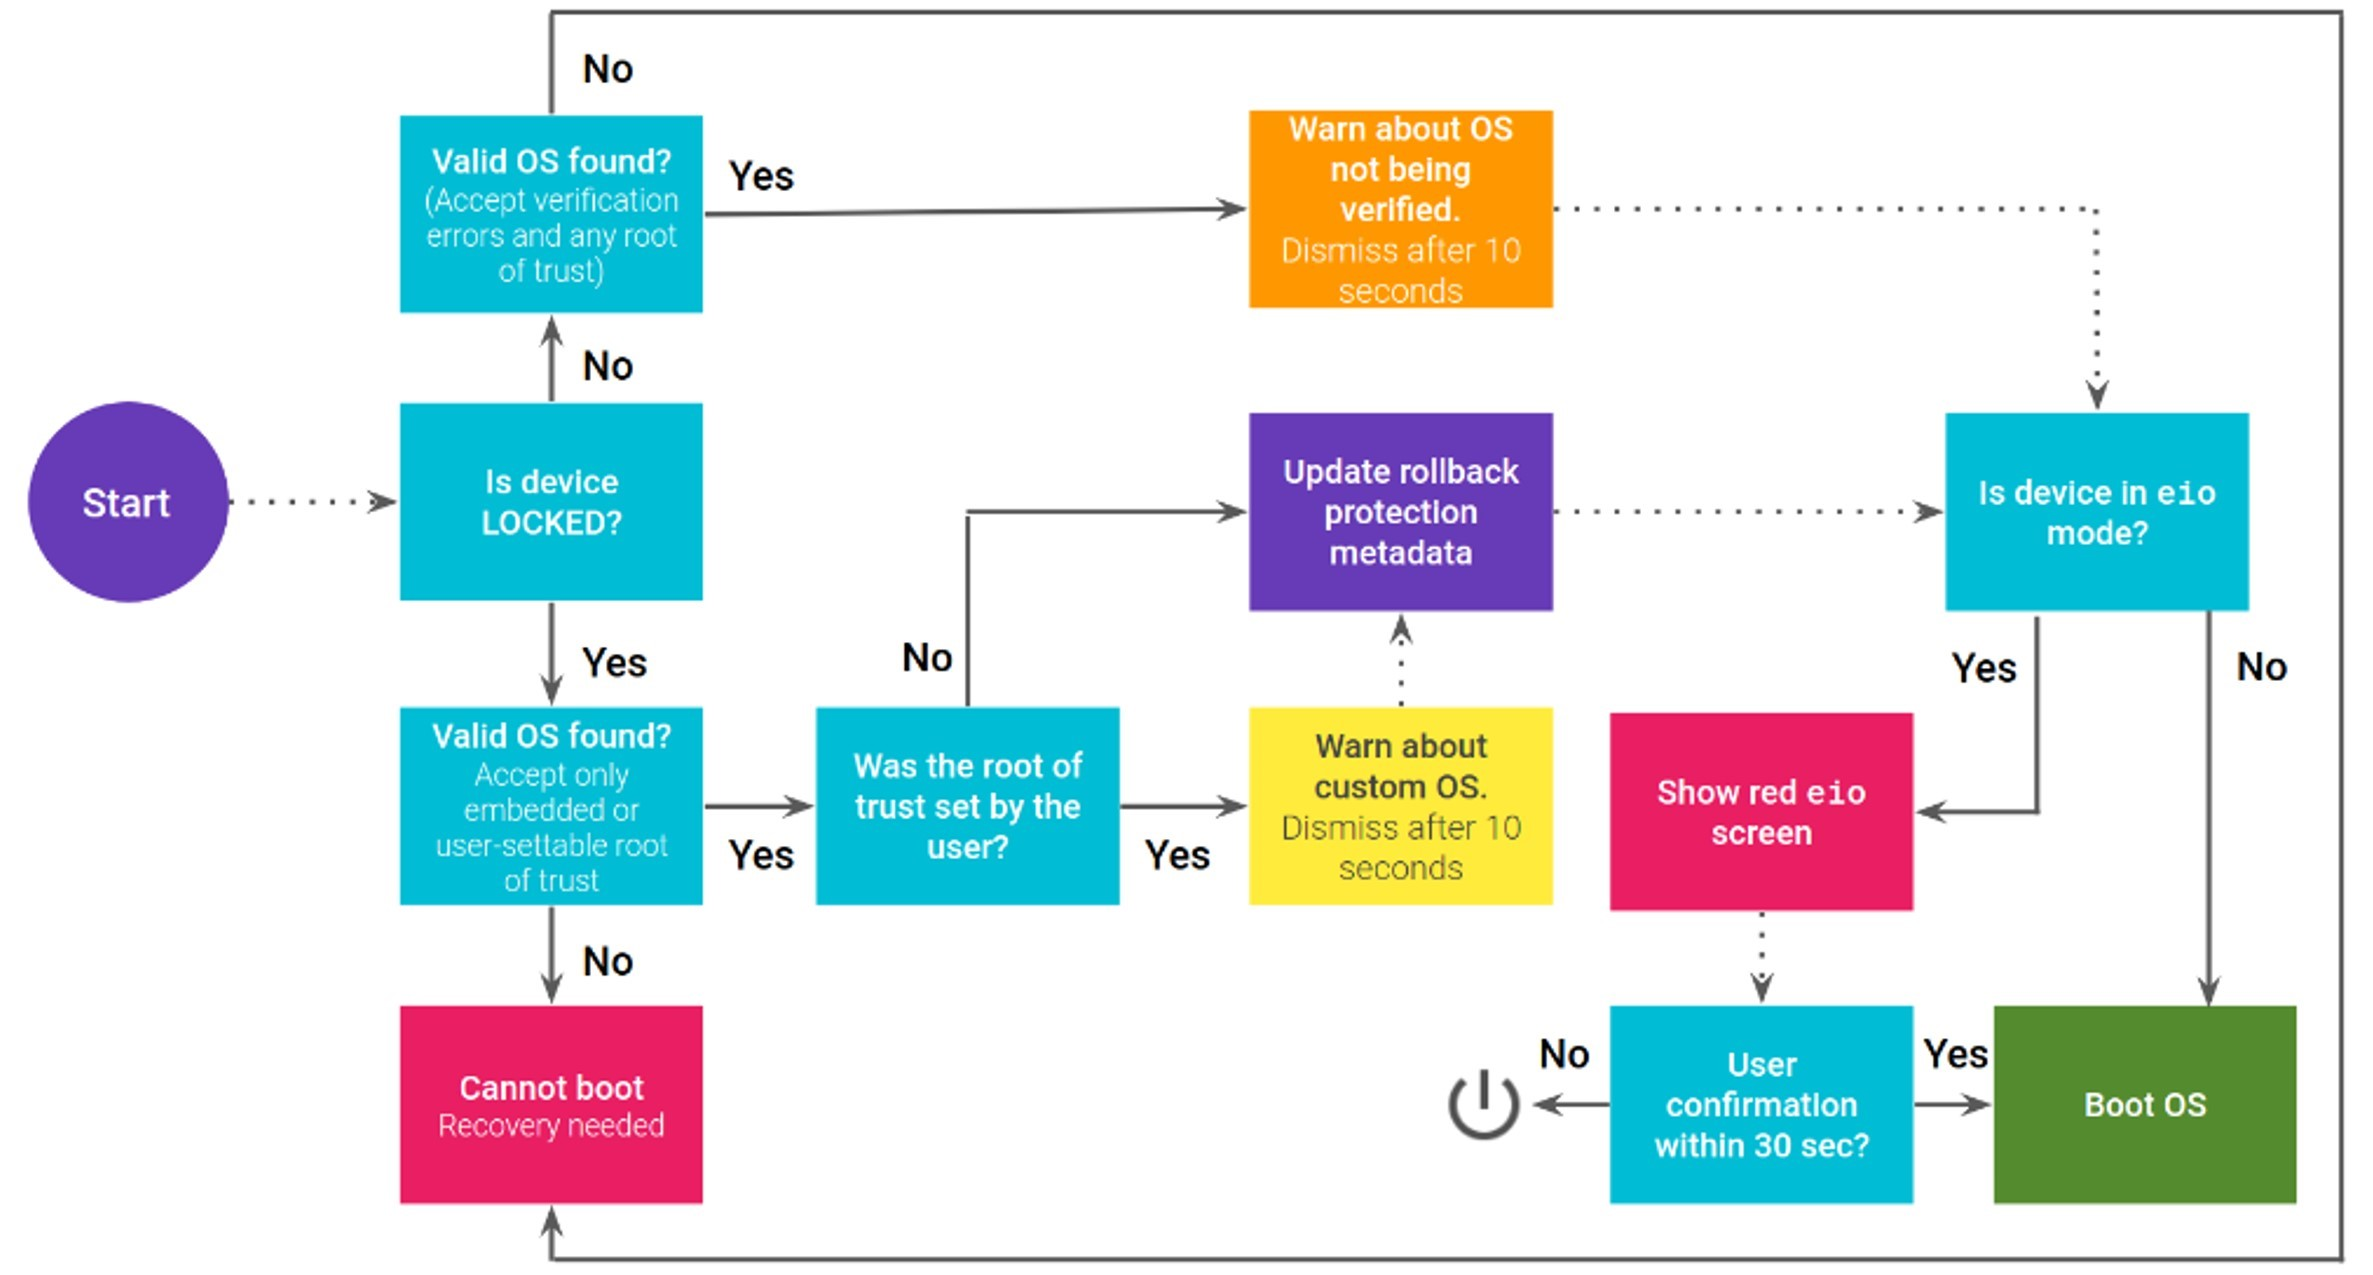 No
Valid OS found?
(Accept verification
errors and any root
of trust)
Yes
Warn about OS
not being
verified.
Dismiss after 10
seconds
No
Start
Is device
LOCKED?
Update rollback
protection
metadata
Is device in eio
mode?
Yes
No
Yes
No
Valid OS found?
Accept only
embedded or
user-settable root
of trust
Yes
Was the root of
trust set by the
user?
Yes
Warn about
custom OS.
Dismiss after 10
seconds
Show red eio
screen
No
Cannot boot
Recovery needed
No
User
confirmation
within 30 sec?
Yes
Boot OS